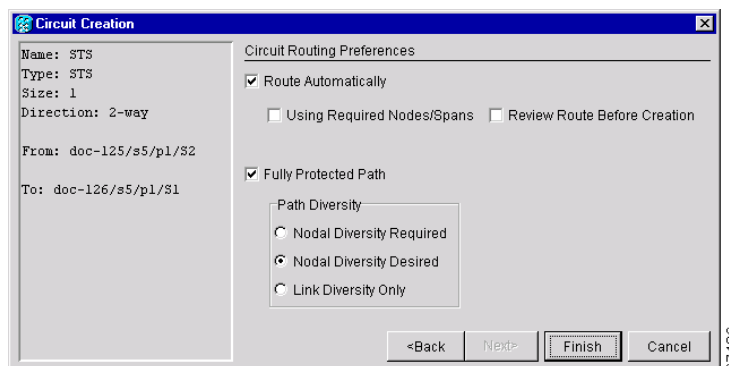 Circuit Creation
Name: STS
Type: STS
Size: 1
Direction: 2-way
From: doc-125/s5/p1/S2
To: doc-126/s5/p1/S1
Circuit Routing Preferences
Route Automatically
Using Required Nodes/Spans
Review Route Before Creation
Fully Protected Path
Path Diversity
Nodal Diversity Required
Nodal Diversity Desired
Link Diversity Only
<Back
Next>
Finish
Cancel